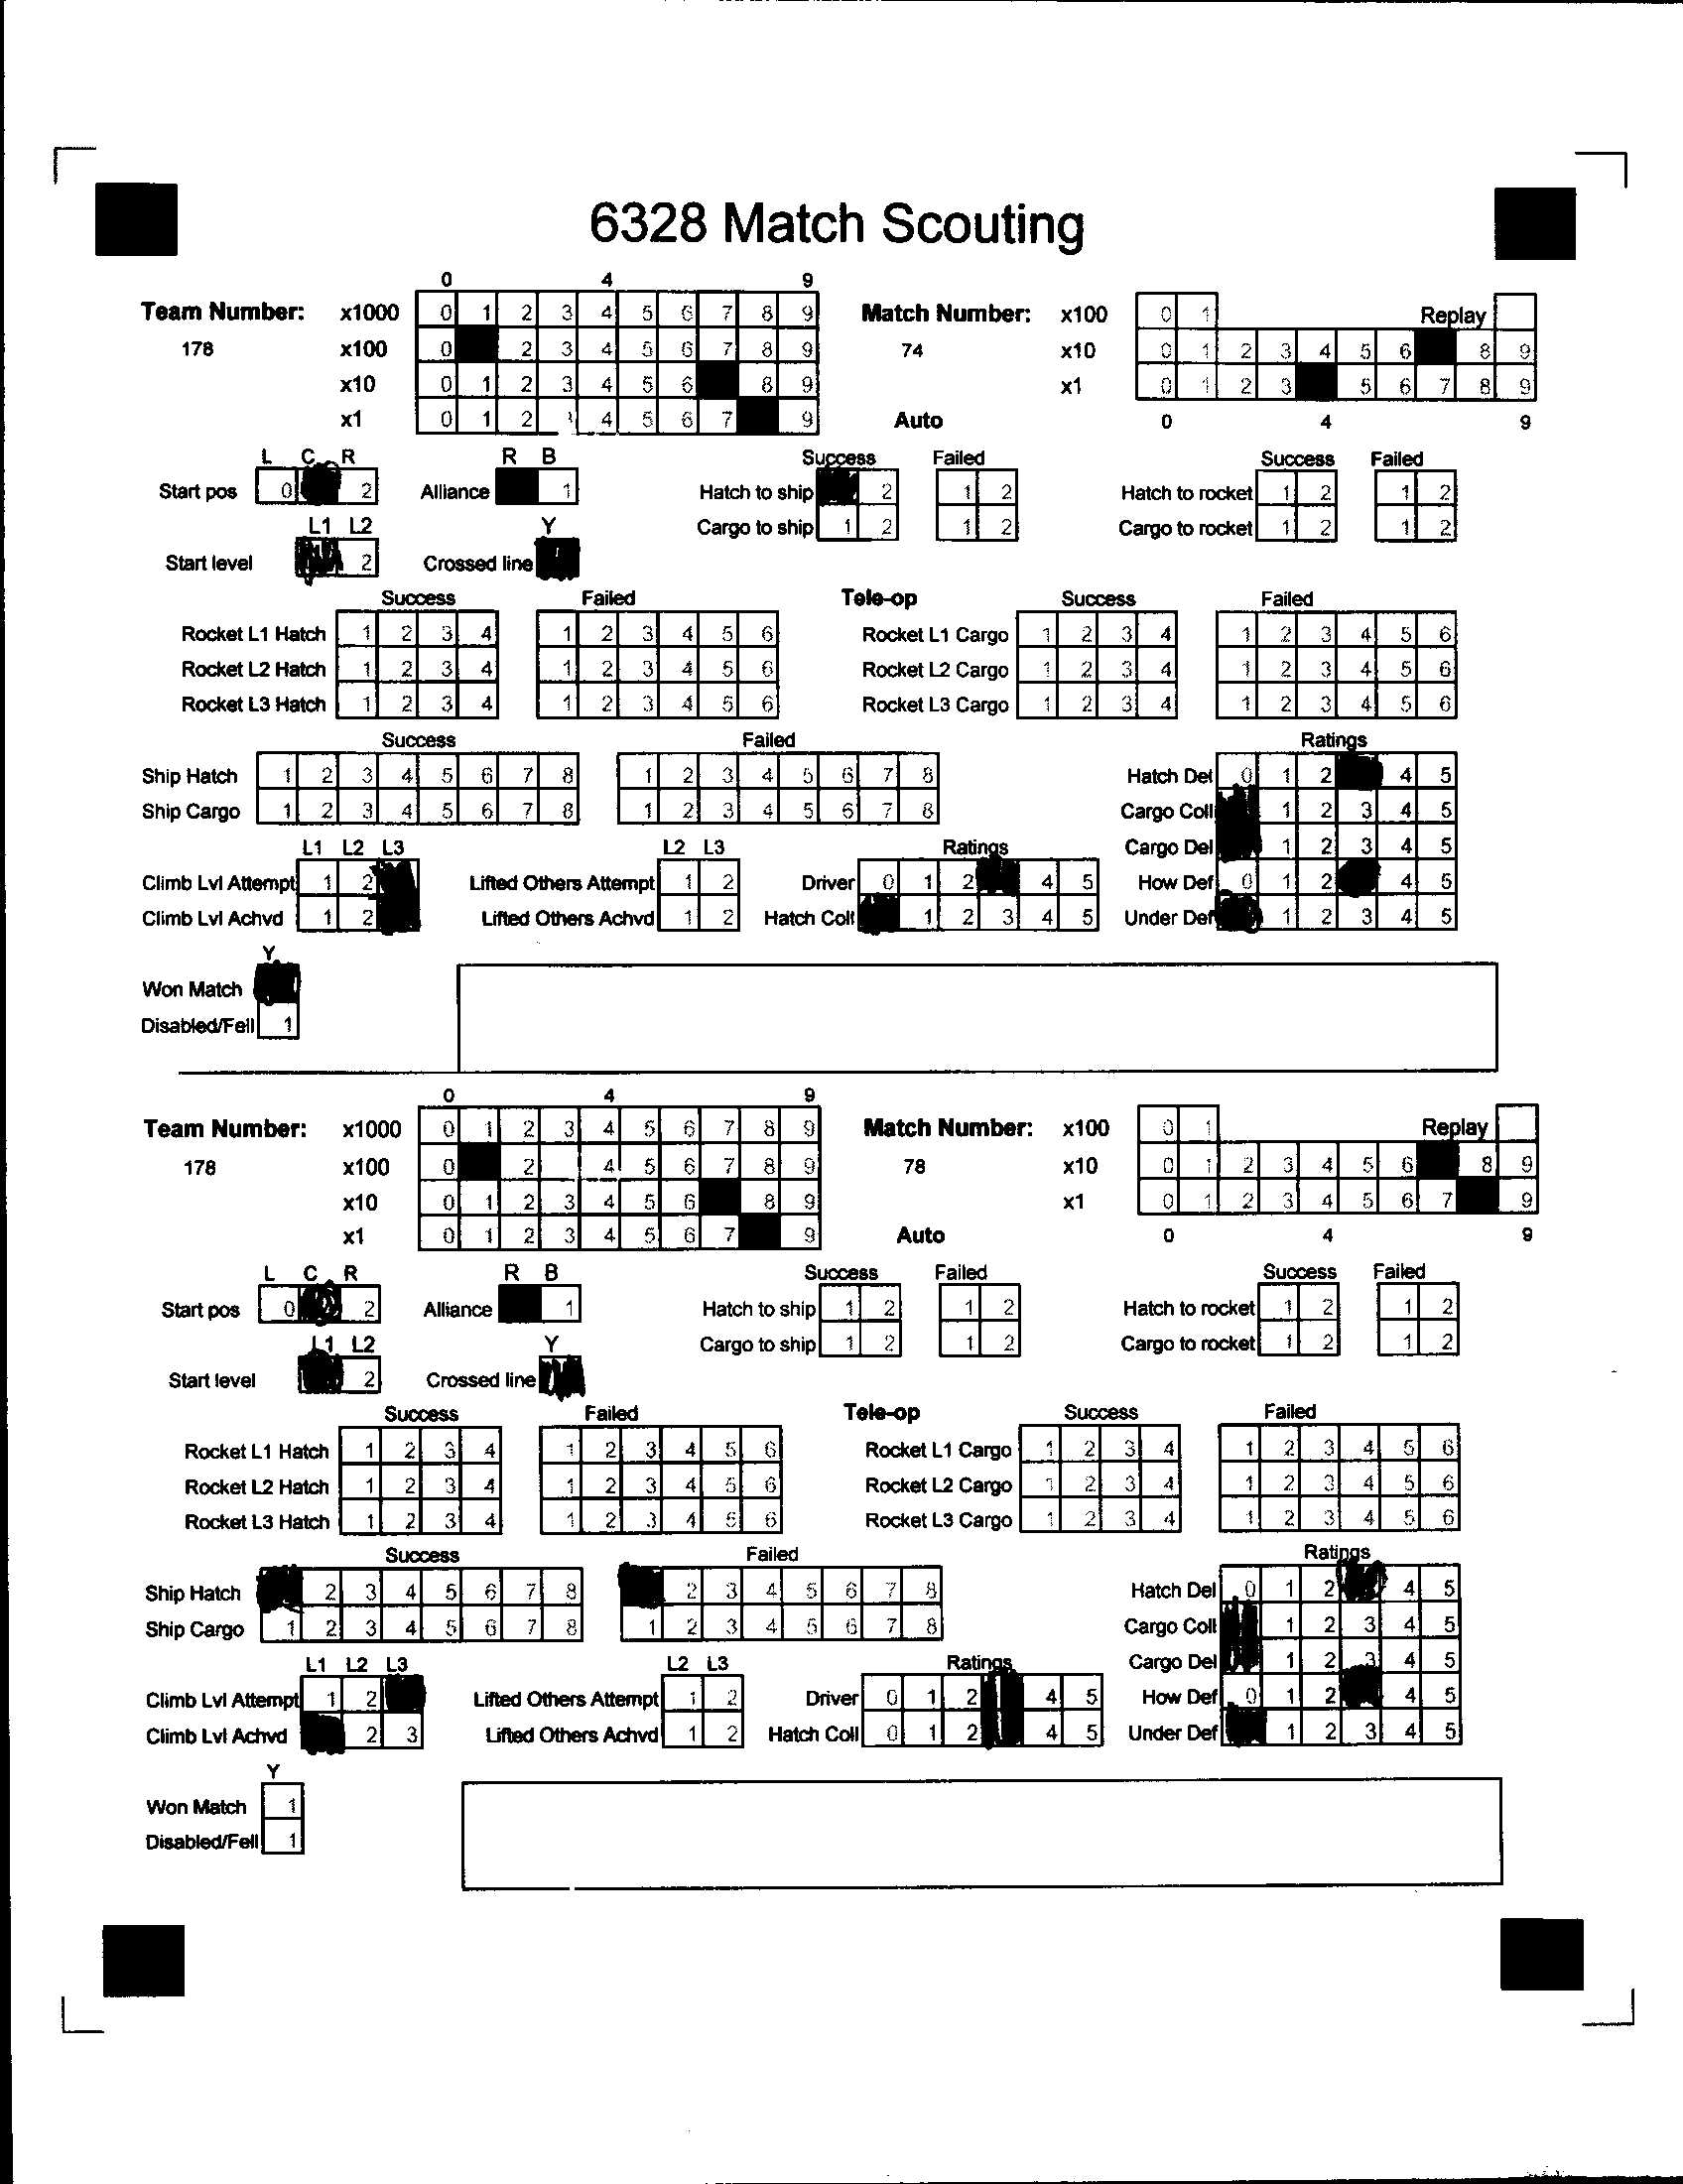 6328 Match Scouting
0 4 9
Team Number: x1000 0 1 2 3 4 5 6 7 8 9 Match Number: x100 0 1 Replay
178 x100 0 2 3 4 5 6 7 8 9 74 x10 0 1 2 3 4 5 6 8 9
x10 0 1 2 3 4 5 6 8 9 x1 0 1 2 3 5 6 7 8 9
x1 0 1 2 4 5 6 7 9 Auto 0 4 9
L C R R B Success Failed Success Failed
Start pos 0 2 Alliance 1 Hatch to ship 2 1 2 Hatch to rocket 1 2 1 2
L1 L2 Y Cargo to ship 1 2 1 2 Cargo to rocket 1 2 1 2
Start level 2 Crossed line
Success Failed Tele-op Success Failed
Rocket L1 Hatch 1 2 3 4 1 2 3 4 5 6 Rocket L1 Cargo 1 2 3 4 1 2 3 4 5 6
Rocket L2 Hatch 1 2 3 4 1 2 3 4 5 6 Rocket L2 Cargo 1 2 3 4 1 2 3 4 5 6
Rocket L3 Hatch 1 2 3 4 1 2 3 4 5 6 Rocket L3 Cargo 1 2 3 4 1 2 3 4 5 6
Success Failed Ratings
Ship Hatch 1 2 3 4 5 6 7 8 1 2 3 4 5 6 7 8 Hatch Del 0 1 2 4 5
Ship Cargo 1 2 3 4 5 6 7 8 1 2 3 4 5 6 7 8 Cargo Coll 1 2 3 4 5
L1 L2 L3 L2 L3 Ratings Cargo Del 1 2 3 4 5
Climb Lvl Attempt 1 2 Lifted Others Attempt 1 2 Driver 0 1 2 4 5 How Def 0 1 2 4 5
Climb Lvl Achvd 1 2 Lifted Others Achvd 1 2 Hatch Coll 1 2 3 4 5 Under Def 1 2 3 4 5
Y
Won Match
Disabled/Fell 1
0 4 9
Team Number: x1000 0 1 2 3 4 5 6 7 8 9 Match Number: x100 0 1 Replay
178 x100 0 2 4 5 6 7 8 9 78 x10 0 1 2 3 4 5 6 8 9
x10 0 1 2 3 4 5 6 8 9 x1 0 1 2 3 4 5 6 7 9
x1 0 1 2 3 4 5 6 7 9 Auto 0 4 9
L C R R B Success Failed Success Failed
Start pos 0 2 Alliance 1 Hatch to ship 1 2 1 2 Hatch to rocket 1 2 1 2
L1 L2 Y Cargo to ship 1 2 1 2 Cargo to rocket 1 2 1 2
Start level 2 Crossed line
Success Failed Tele-op Success Failed
Rocket L1 Hatch 1 2 3 4 1 2 3 4 5 6 Rocket L1 Cargo 1 2 3 4 1 2 3 4 5 6
Rocket L2 Hatch 1 2 3 4 1 2 3 4 5 6 Rocket L2 Cargo 1 2 3 4 1 2 3 4 5 6
Rocket L3 Hatch 1 2 3 4 1 2 3 4 5 6 Rocket L3 Cargo 1 2 3 4 1 2 3 4 5 6
Success Failed Ratings
Ship Hatch 2 3 4 5 6 7 8 2 3 4 5 6 7 8 Hatch Del 0 1 2 4 5
Ship Cargo 1 2 3 4 5 6 7 8 1 2 3 4 5 6 7 8 Cargo Coll 1 2 3 4 5
L1 L2 L3 L2 L3 Ratings Cargo Del 1 2 3 4 5
Climb Lvl Attempt 1 2 Lifted Others Attempt 1 2 Driver 0 1 2 4 5 How Def 0 1 2 4 5
Climb Lvl Achvd 2 3 Lifted Others Achvd 1 2 Hatch Coll 0 1 2 4 5 Under Def 1 2 3 4 5
Y
Won Match 1
Disabled/Fell 1